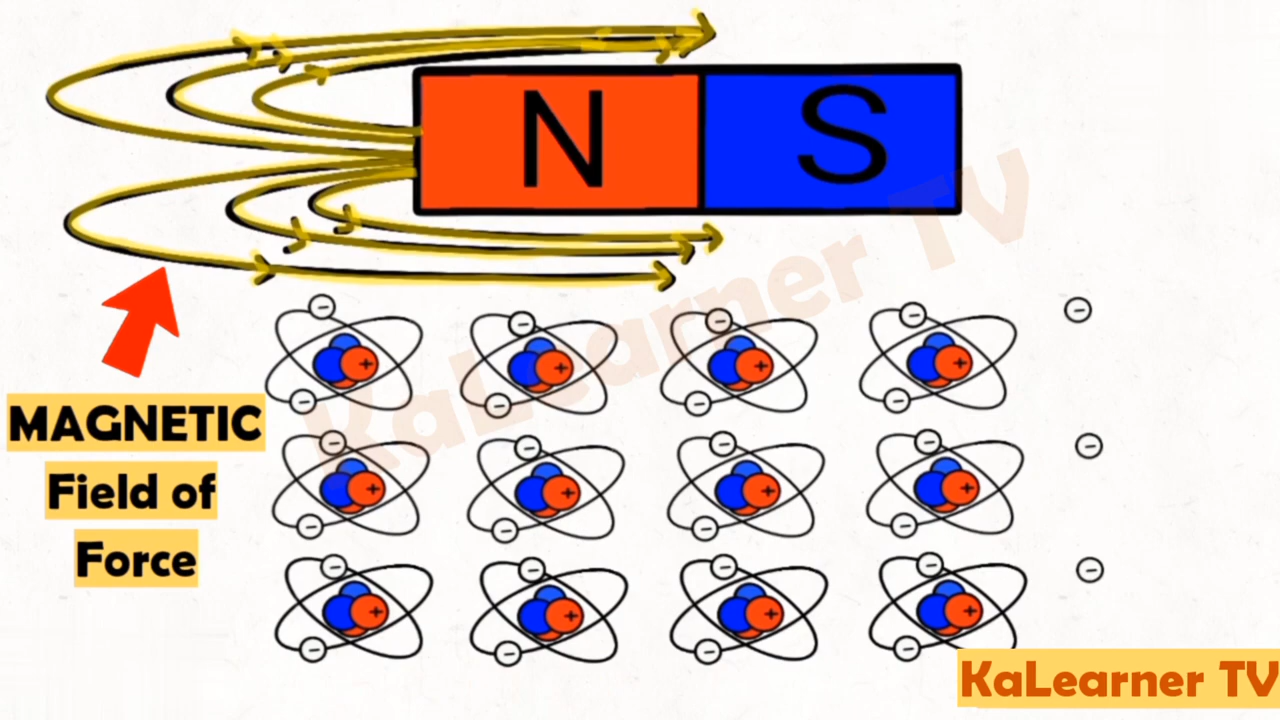 N S
KaLearner TV
MAGNETIC
Field of
Force
KaLearner TV